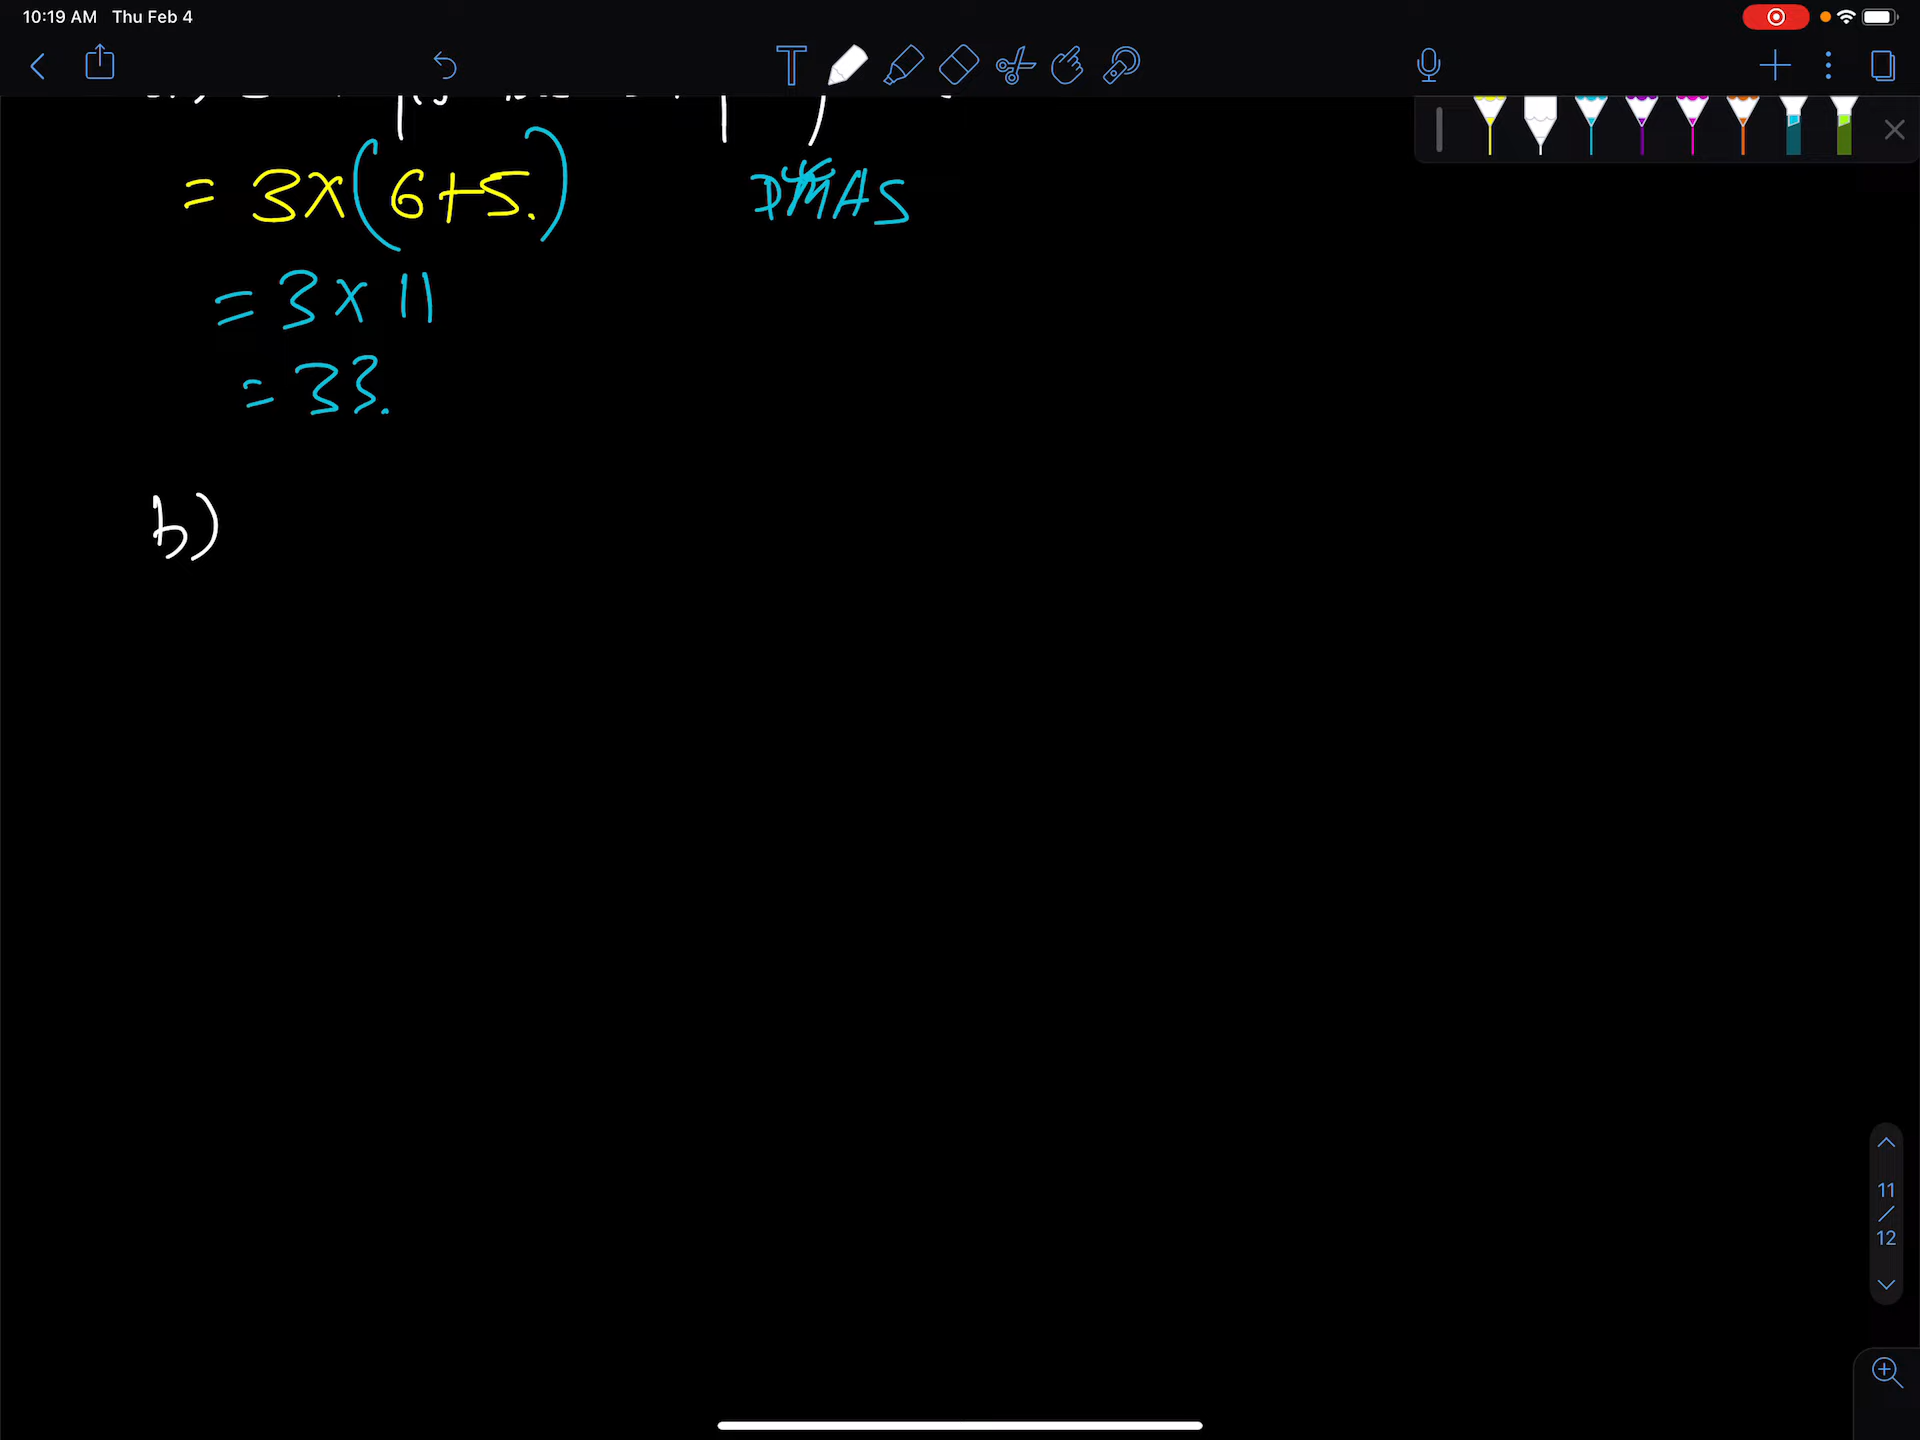 10:19 AM Thu Feb 4
= 3x(6+5.)
DMAS
= 3 x 11
= 33.
b)
11
/
12